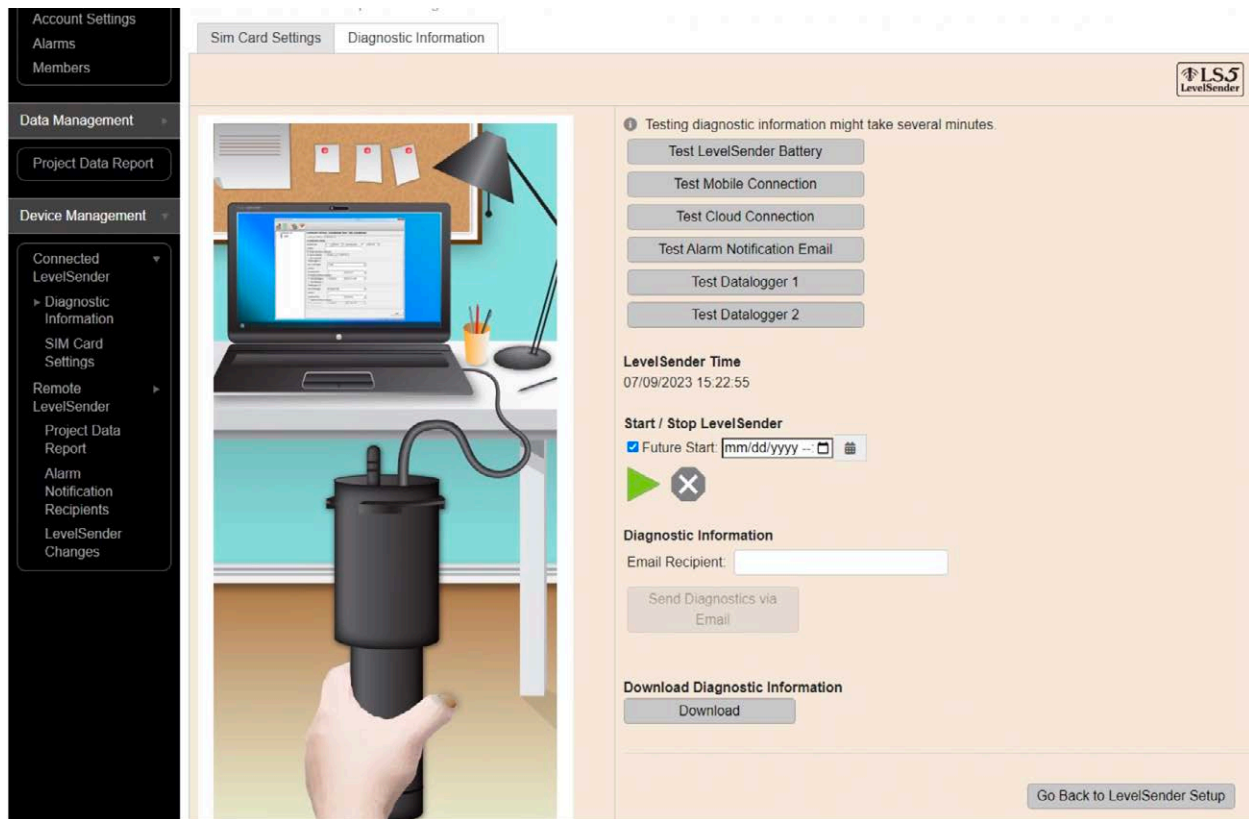 Account Settings
Alarms
Members
Data Management
Project Data Report
Device Management
Connected
LevelSender
Diagnostic
Information
SIM Card
Settings
Remote
LevelSender
Project Data
Report
Alarm
Notification
Recipients
LevelSender
Changes
Sim Card Settings
Diagnostic Information
LS5
LevelSender
Testing diagnostic information might take several minutes.
Test LevelSender Battery
Test Mobile Connection
Test Cloud Connection
Test Alarm Notification Email
Test Datalogger 1
Test Datalogger 2
LevelSender Time
07/09/2023 15:22:55
Start / Stop LevelSender
Future Start: mm/dd/yyyy --:
Diagnostic Information
Email Recipient:
Send Diagnostics via
Email
Download Diagnostic Information
Download
Go Back to LevelSender Setup